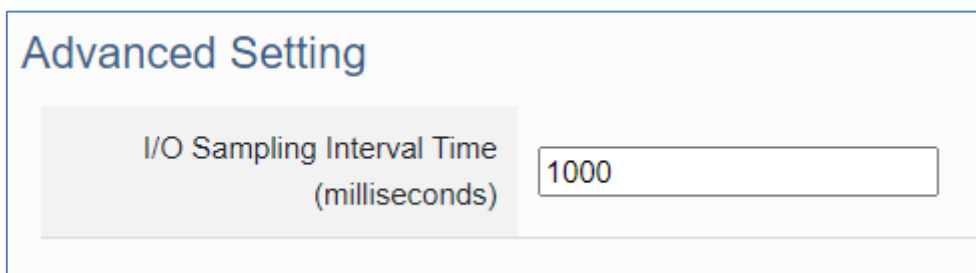 Advanced Setting
I/O Sampling Interval Time
(milliseconds)
1000